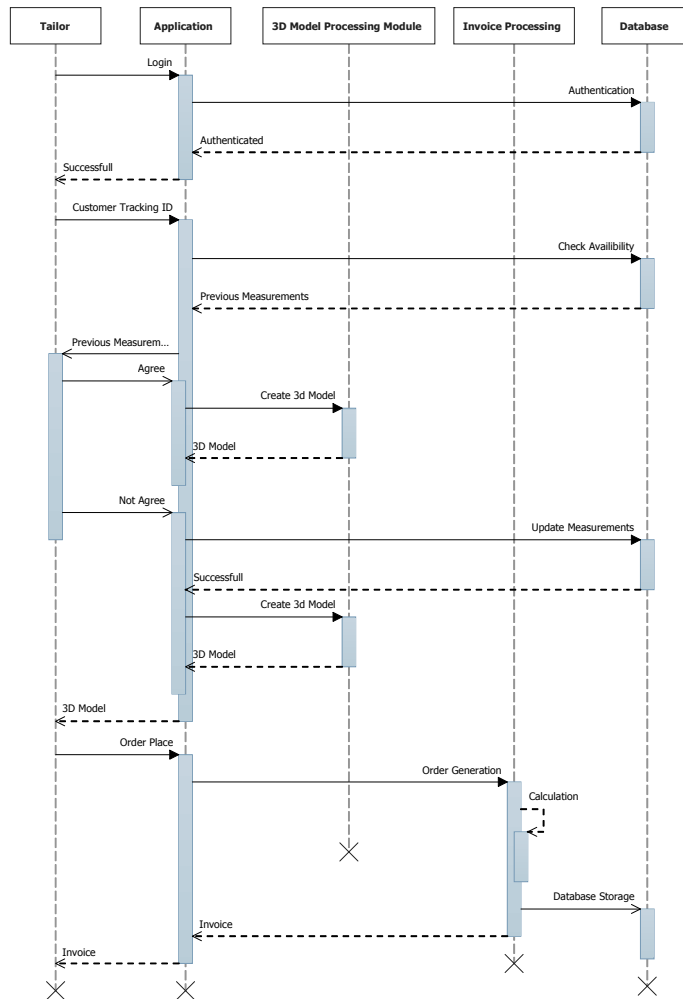 Tailor
Application
3D Model Processing Module
Invoice Processing
Database
Login
Authentication
Authenticated
Successfull
Customer Tracking ID
Check Availibility
Previous Measurements
Previous Measurem...
Agree
Create 3d Model
3D Model
Not Agree
Update Measurements
Successfull
Create 3d Model
3D Model
3D Model
Order Place
Order Generation
Calculation
Database Storage
Invoice
Invoice